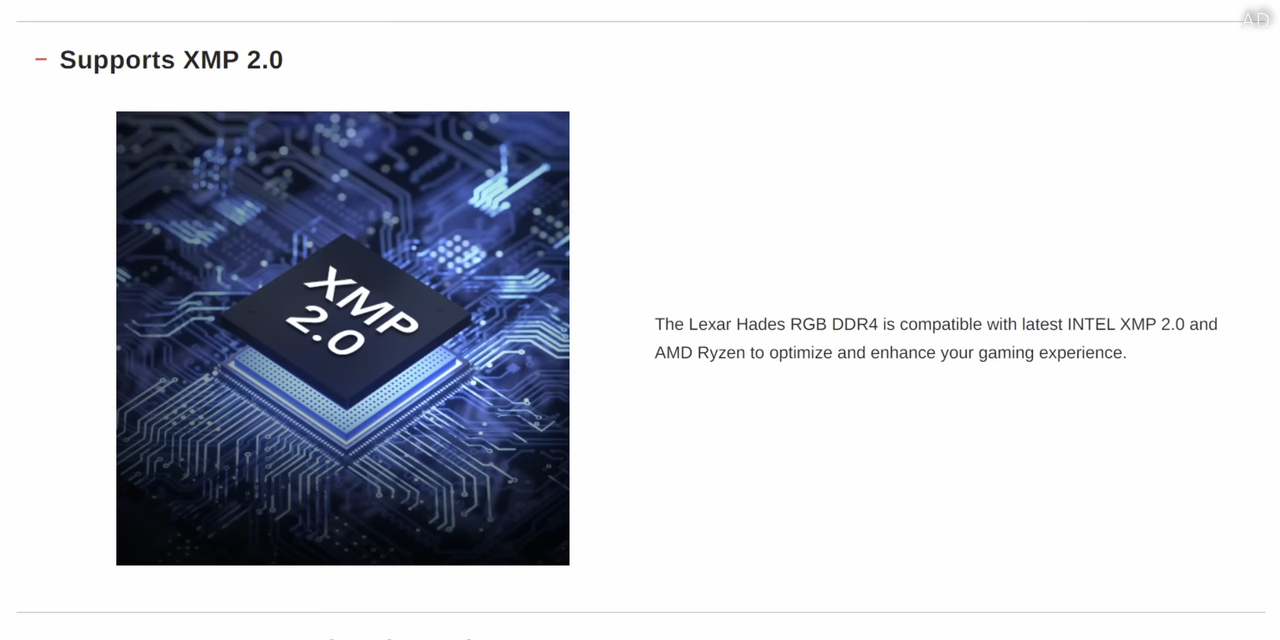 AD
Supports XMP 2.0
XMP
2.0
The Lexar Hades RGB DDR4 is compatible with latest INTEL XMP 2.0 and
AMD Ryzen to optimize and enhance your gaming experience.